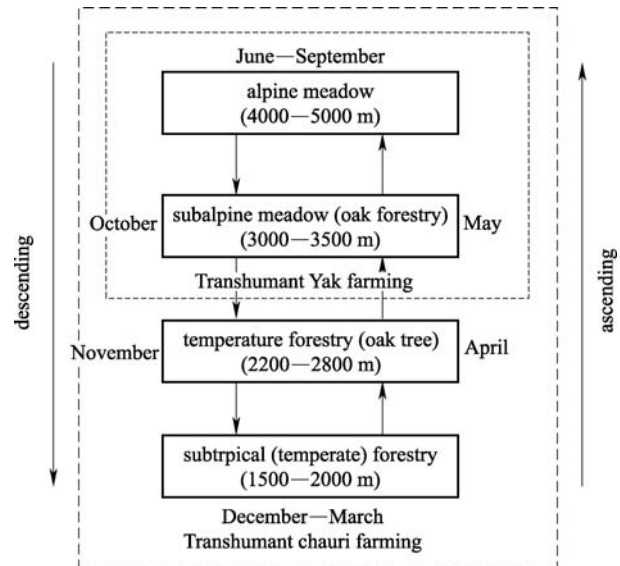 June—September
alpine meadow
(4000—5000 m)
October
subalpine meadow (oak forestry)
(3000—3500 m)
May
Transhumant Yak farming
descending
ascending
November
temperature forestry (oak tree)
(2200—2800 m)
April
subtrpical (temperate) forestry
(1500—2000 m)
December—March
Transhumant chauri farming